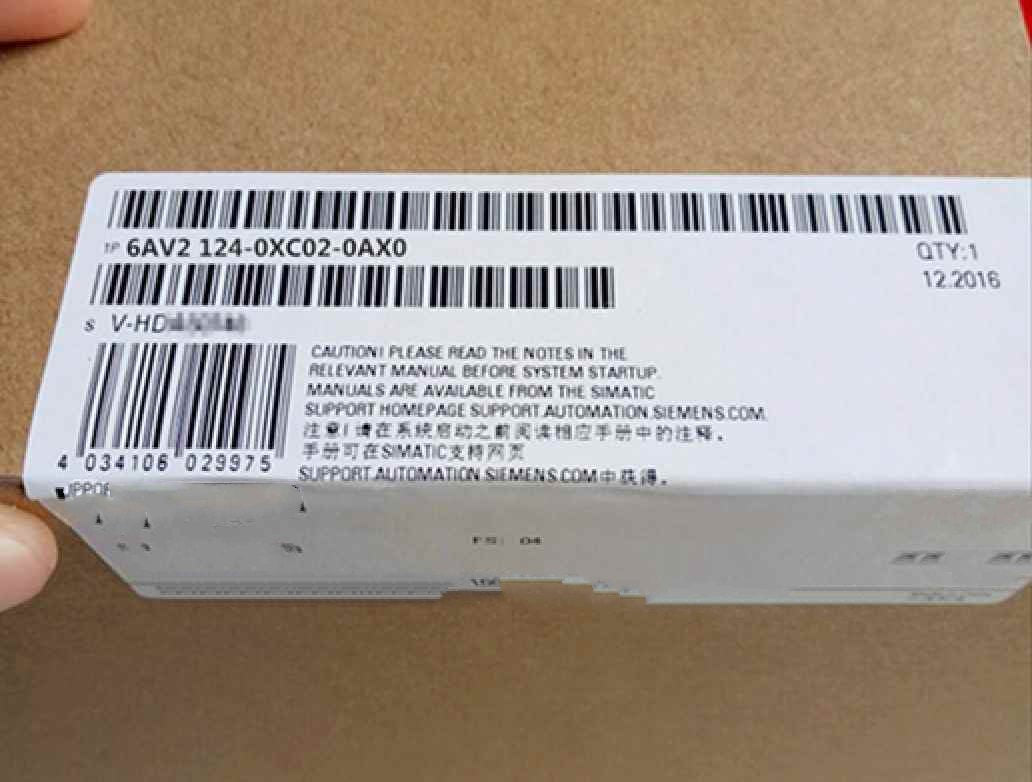 1P 6AV2 124-0XC02-0AX0
QTY:1
12.2016
S V-HD
CAUTION! PLEASE READ THE NOTES IN THE
RELEVANT MANUAL BEFORE SYSTEM STARTUP.
MANUALS ARE AVAILABLE FROM THE SIMATIC
SUPPORT HOMEPAGE SUPPORT.AUTOMATION.SIEMENS.COM.
注意!请在系统启动之前阅读相应手册中的注释。
手册可在SIMATIC支持网页
SUPPORT.AUTOMATION.SIEMENS.COM中获得。
4 034106 029975
FS: 04